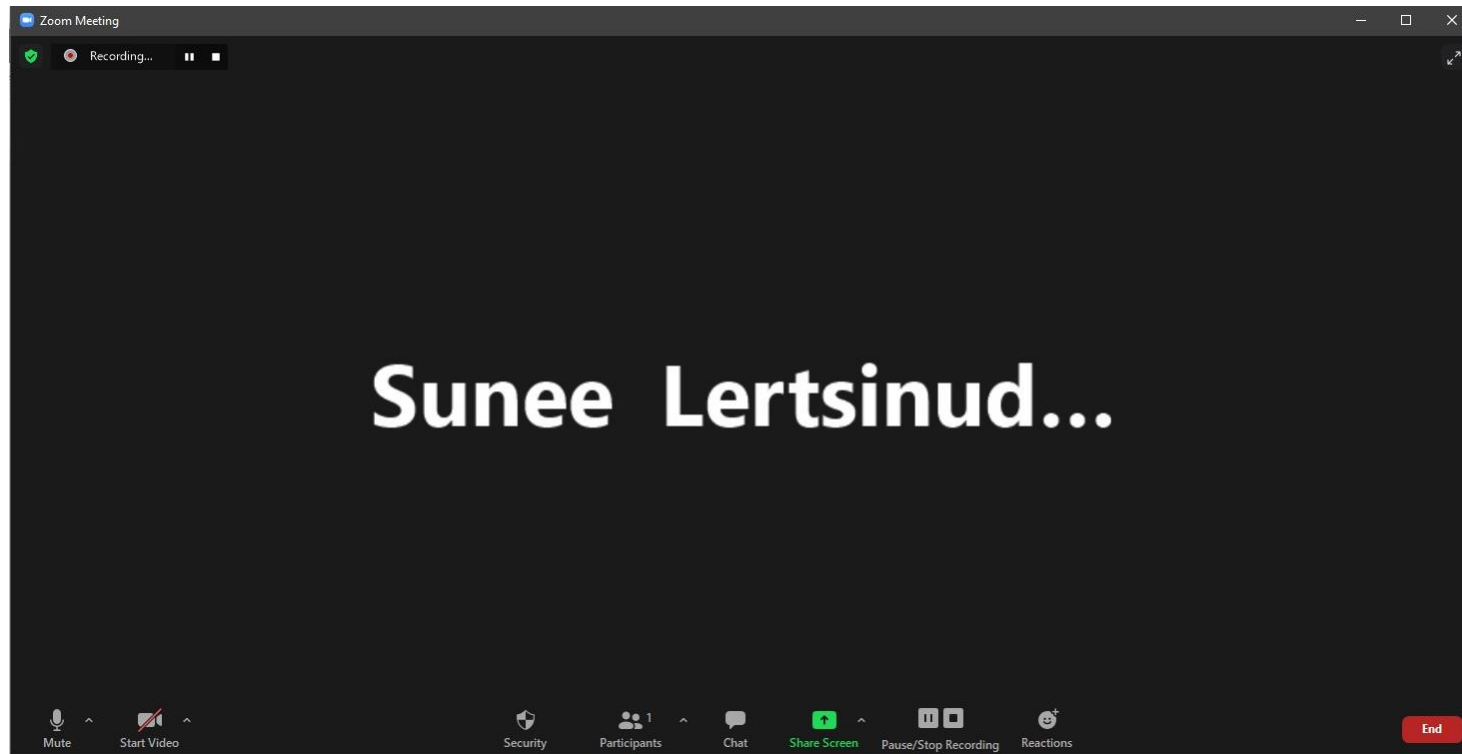 Zoom Meeting
Recording...
Sunee Lertsinud...
1
Mute
Start Video
Security
Participants
Chat
Share Screen
Pause/Stop Recording
Reactions
End